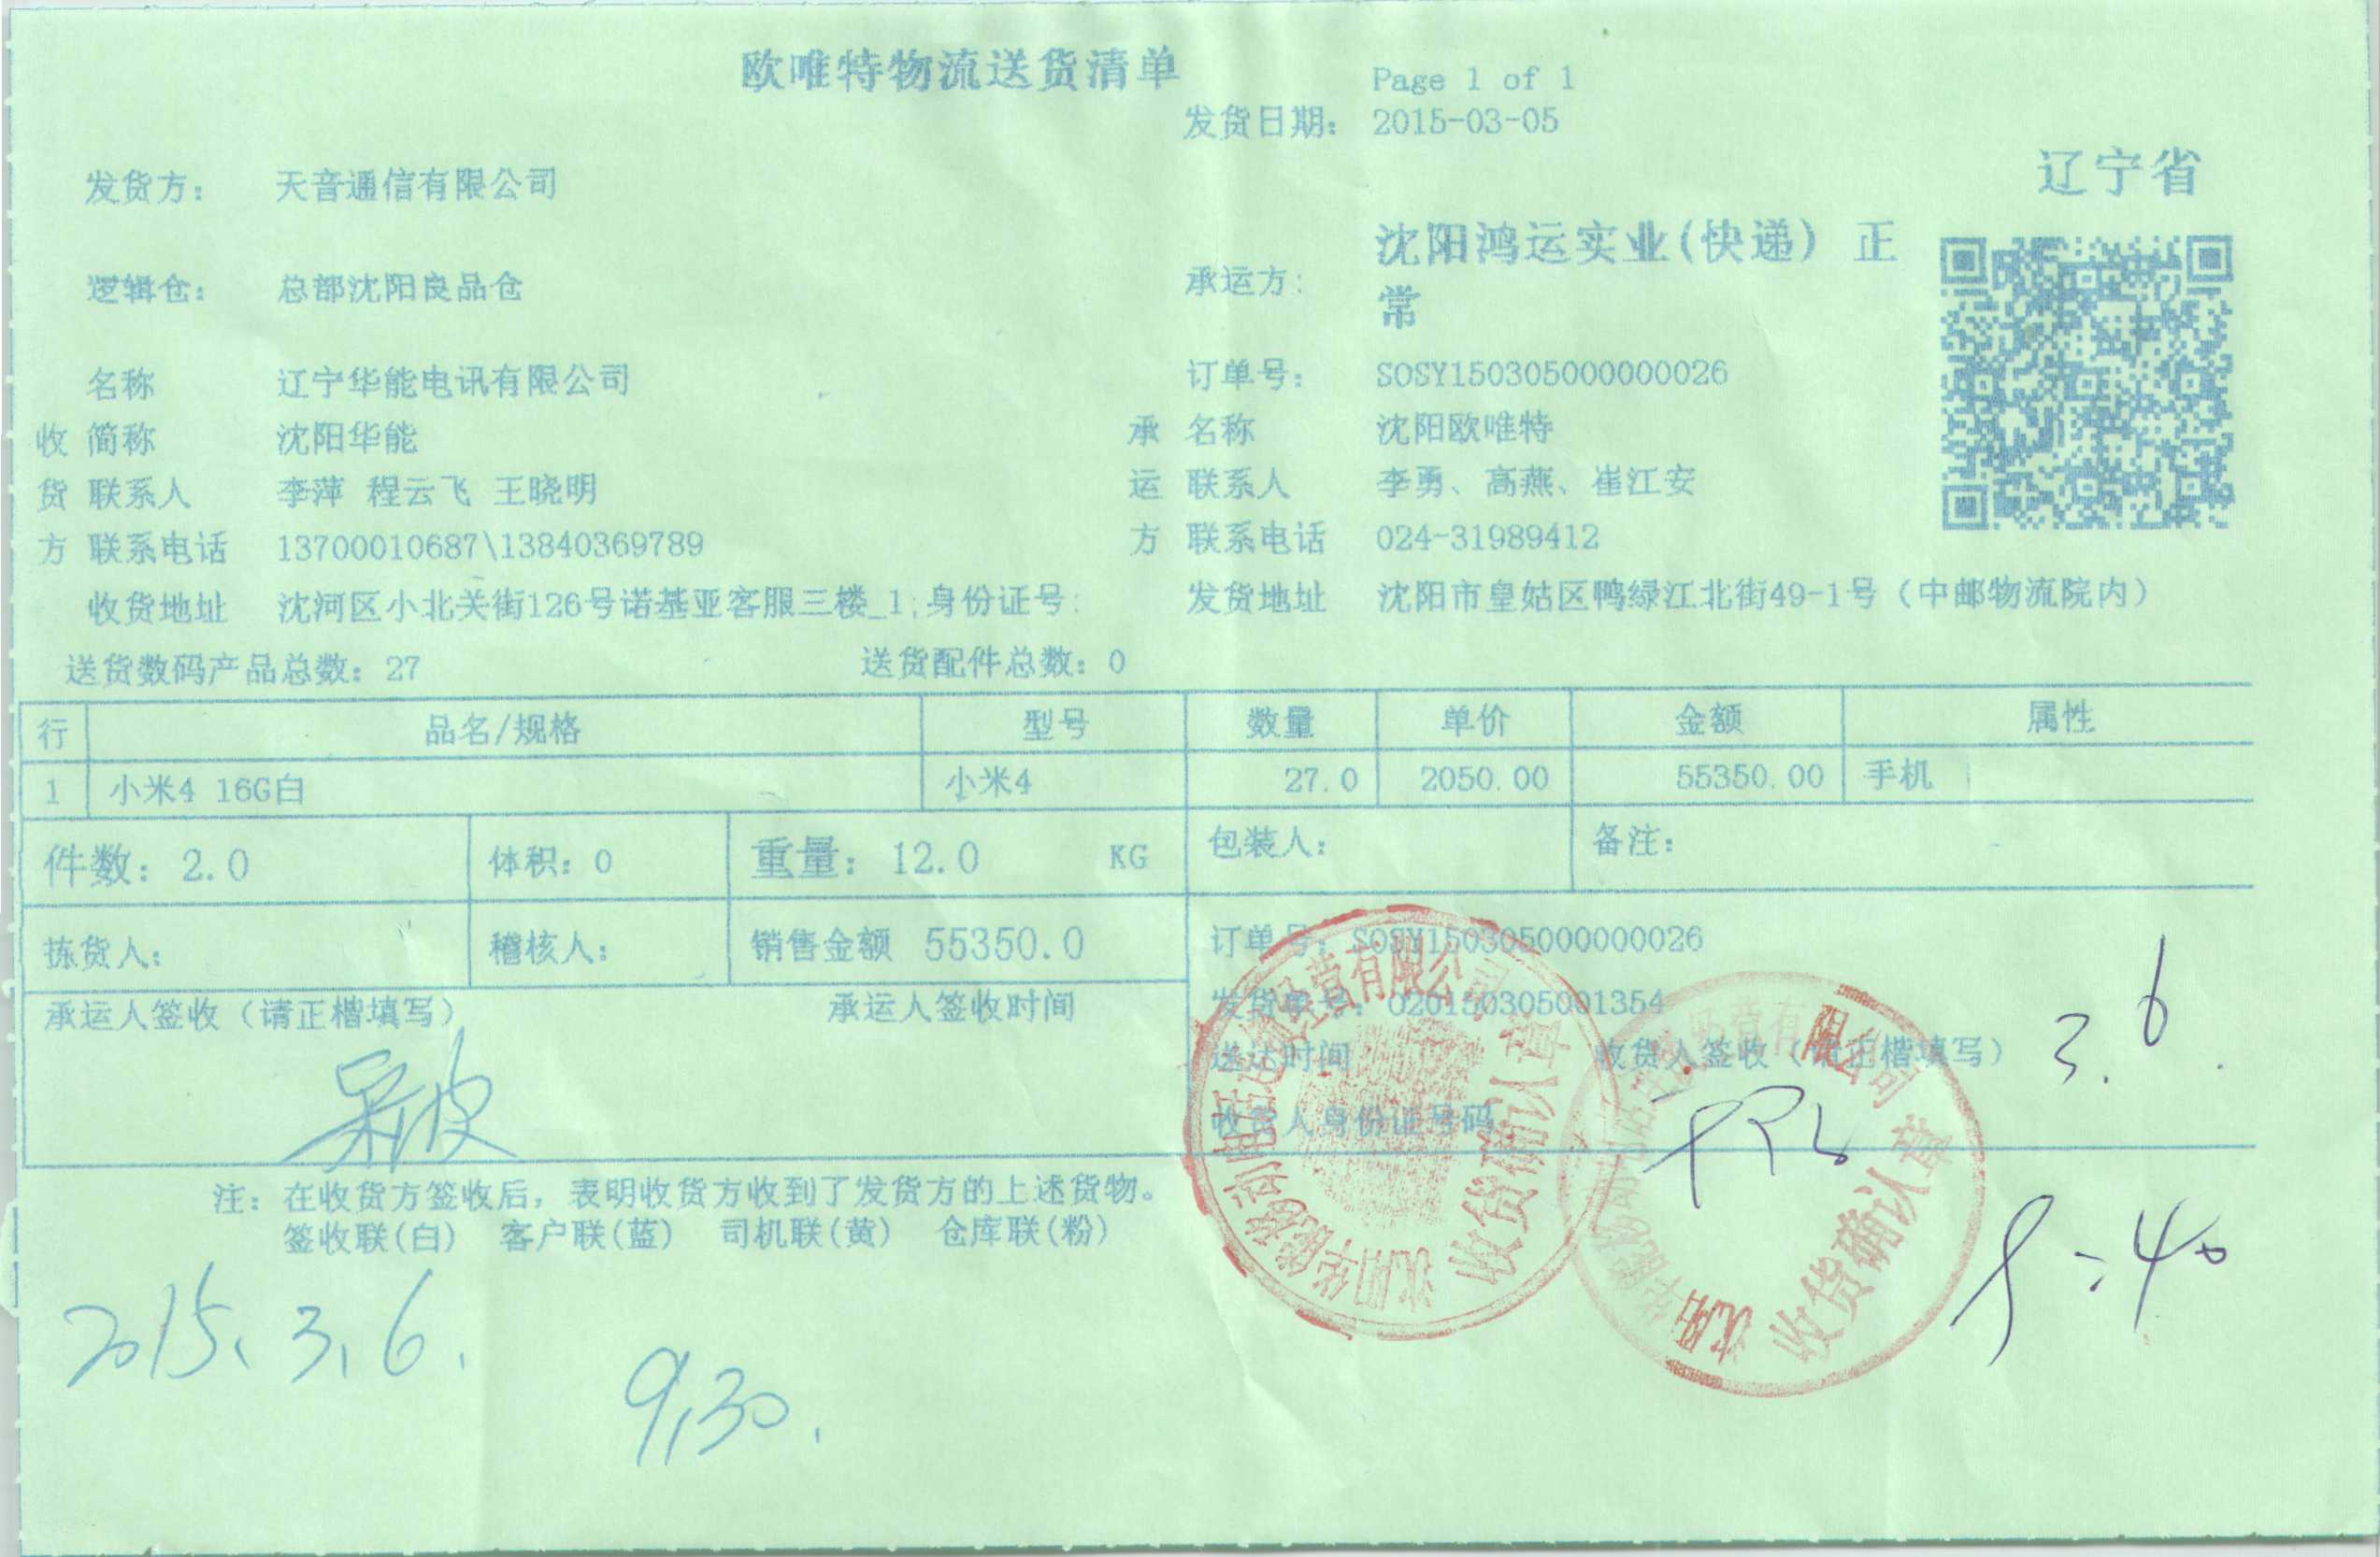 欧唯特物流送货清单
Page 1 of 1
发货日期: 2015-03-05
辽宁省
发货方: 天音通信有限公司
逻辑仓: 总部沈阳良品仓
承运方: 沈阳鸿运实业(快递) 正
常
名称 辽宁华能电讯有限公司
订单号: SOSY150305000000026
收 简称 沈阳华能
承 名称 沈阳欧唯特
货 联系人 李萍 程云飞 王晓明
运 联系人 李勇、高燕、崔江安
方 联系电话 13700010687\13840369789
方 联系电话 024-31989412
收货地址 沈河区小北关街126号诺基亚客服三楼_1;身份证号:
发货地址 沈阳市皇姑区鸭绿江北街49-1号(中邮物流院内)
送货数码产品总数: 27 送货配件总数: 0
行 品名/规格 型号 数量 单价 金额 属性
1 小米4 16G白 小米4 27.0 2050.00 55350.00 手机
件数: 2.0 体积: 0 重量: 12.0 KG 包装人: 备注:
拣货人: 稽核人: 销售金额 55350.0 订单号: SOSY150305000000026
承运人签收(请正楷填写) 承运人签收时间 发货单号: 020150305001354
送达时间 收货人签收(请正楷填写) 3.6.
收货人身份证号码
注: 在收货方签收后, 表明收货方收到了发货方的上述货物。
签收联(白) 客户联(蓝) 司机联(黄) 仓库联(粉)
收货确认章
收货确认章
2015.3.6.
9:30.